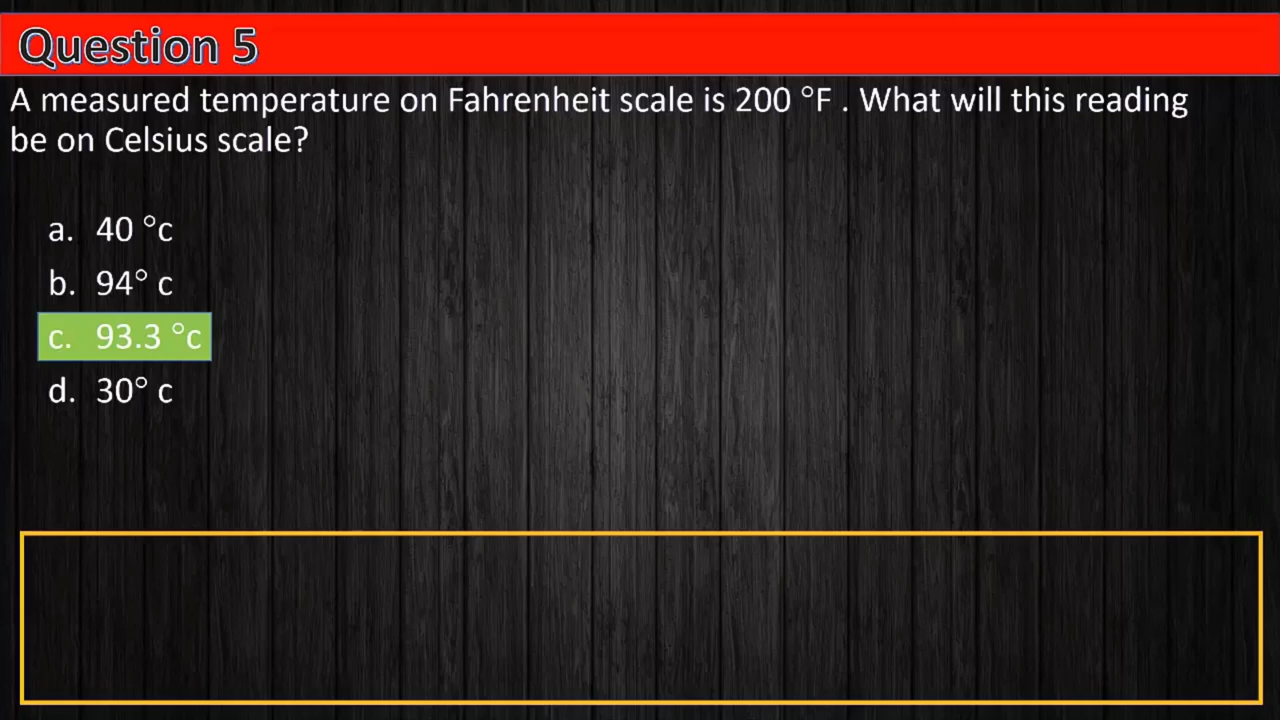 Question 5
A measured temperature on Fahrenheit scale is 200 °F . What will this reading
be on Celsius scale?
a. 40 °c
b. 94° c
c. 93.3 °c
d. 30° c